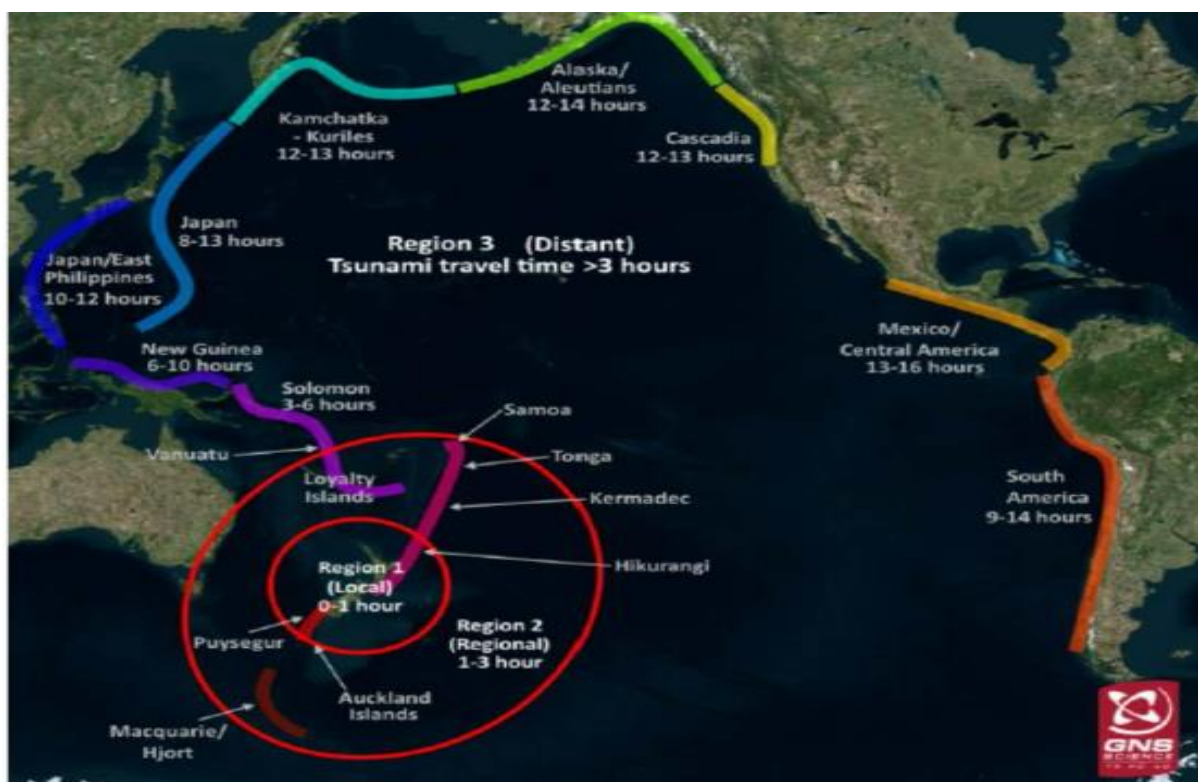 Alaska/
Aleutians
12-14 hours
Kamchatka
- Kuriles
12-13 hours
Cascadia
12-13 hours
Japan
8-13 hours
Region 3 (Distant)
Tsunami travel time >3 hours
Japan/East
Philippines
10-12 hours
New Guinea
6-10 hours
Mexico/
Central America
13-16 hours
Solomon
3-6 hours
Samoa
Vanuatu
Tonga
Loyalty
Islands
Kermadec
South
America
9-14 hours
Hikurangi
Region 1
(Local)
0-1 hour
Puysegur
Region 2
(Regional)
1-3 hour
Auckland
Islands
Macquarie/
Hjort
GNS
SCIENCE